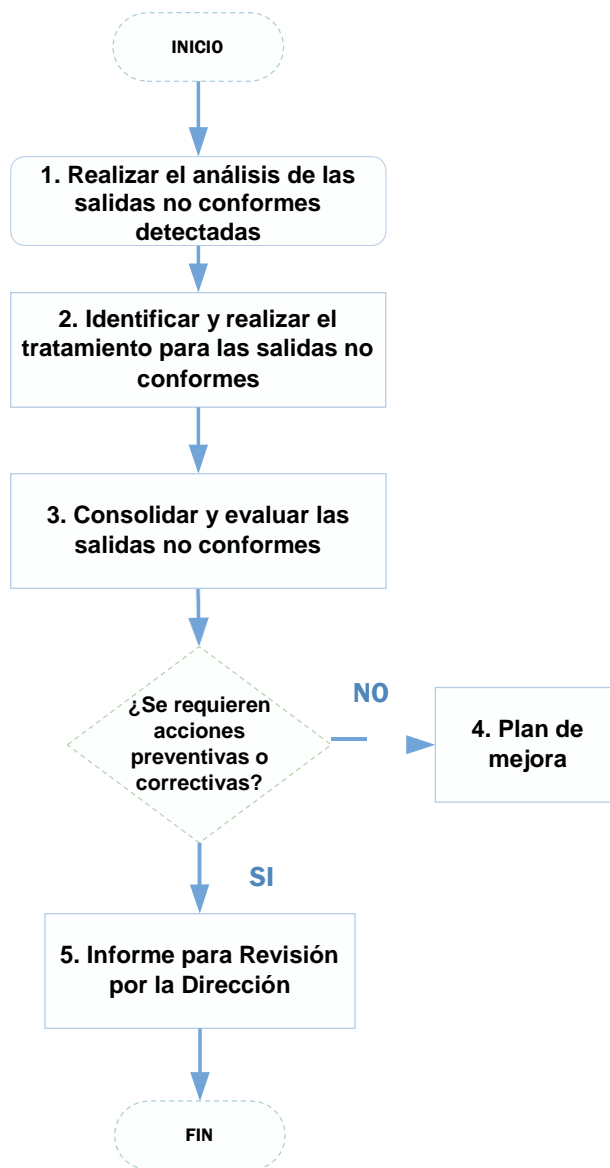 INICIO
1. Realizar el análisis de las
salidas no conformes
detectadas
2. Identificar y realizar el
tratamiento para las salidas no
conformes
3. Consolidar y evaluar las
salidas no conformes
¿Se requieren
acciones
preventivas o
correctivas?
NO
4. Plan de
mejora
SI
5. Informe para Revisión
por la Dirección
FIN